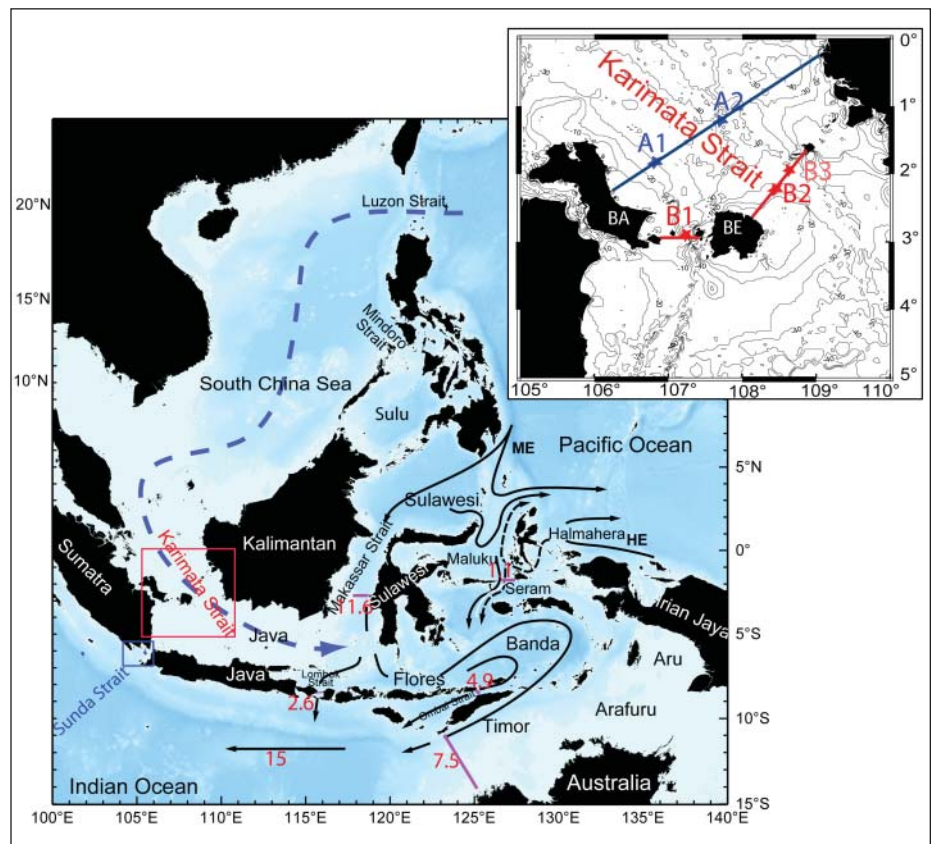 0°
1°
2°
3°
4°
5°
105
106
107
108
109
110°
Karimata Strait
A1
A2
B1
B2
B3
BA
BE
20°N
15°N
10°N
5°N
0°
5°S
10°S
15°S
100°E
105°E
110°E
115°E
120°E
125°E
130°E
135°E
140°E
Luzon Strait
Mindoro
Strait
South China Sea
Sulu
Pacific Ocean
ME
Sulawesi
Halmahera
HE
Kalimantan
Makassar Strait
Maluku
1.1
Seram
Sumatra
Karimata Strait
11.6
Sulawesi
Irian Jaya
Java
Banda
Aru
Java
Lombok
Strait
Flores
4.9
Ombai Strait
Sunda Strait
2.6
Timor
Arafuru
15
7.5
Indian Ocean
Australia